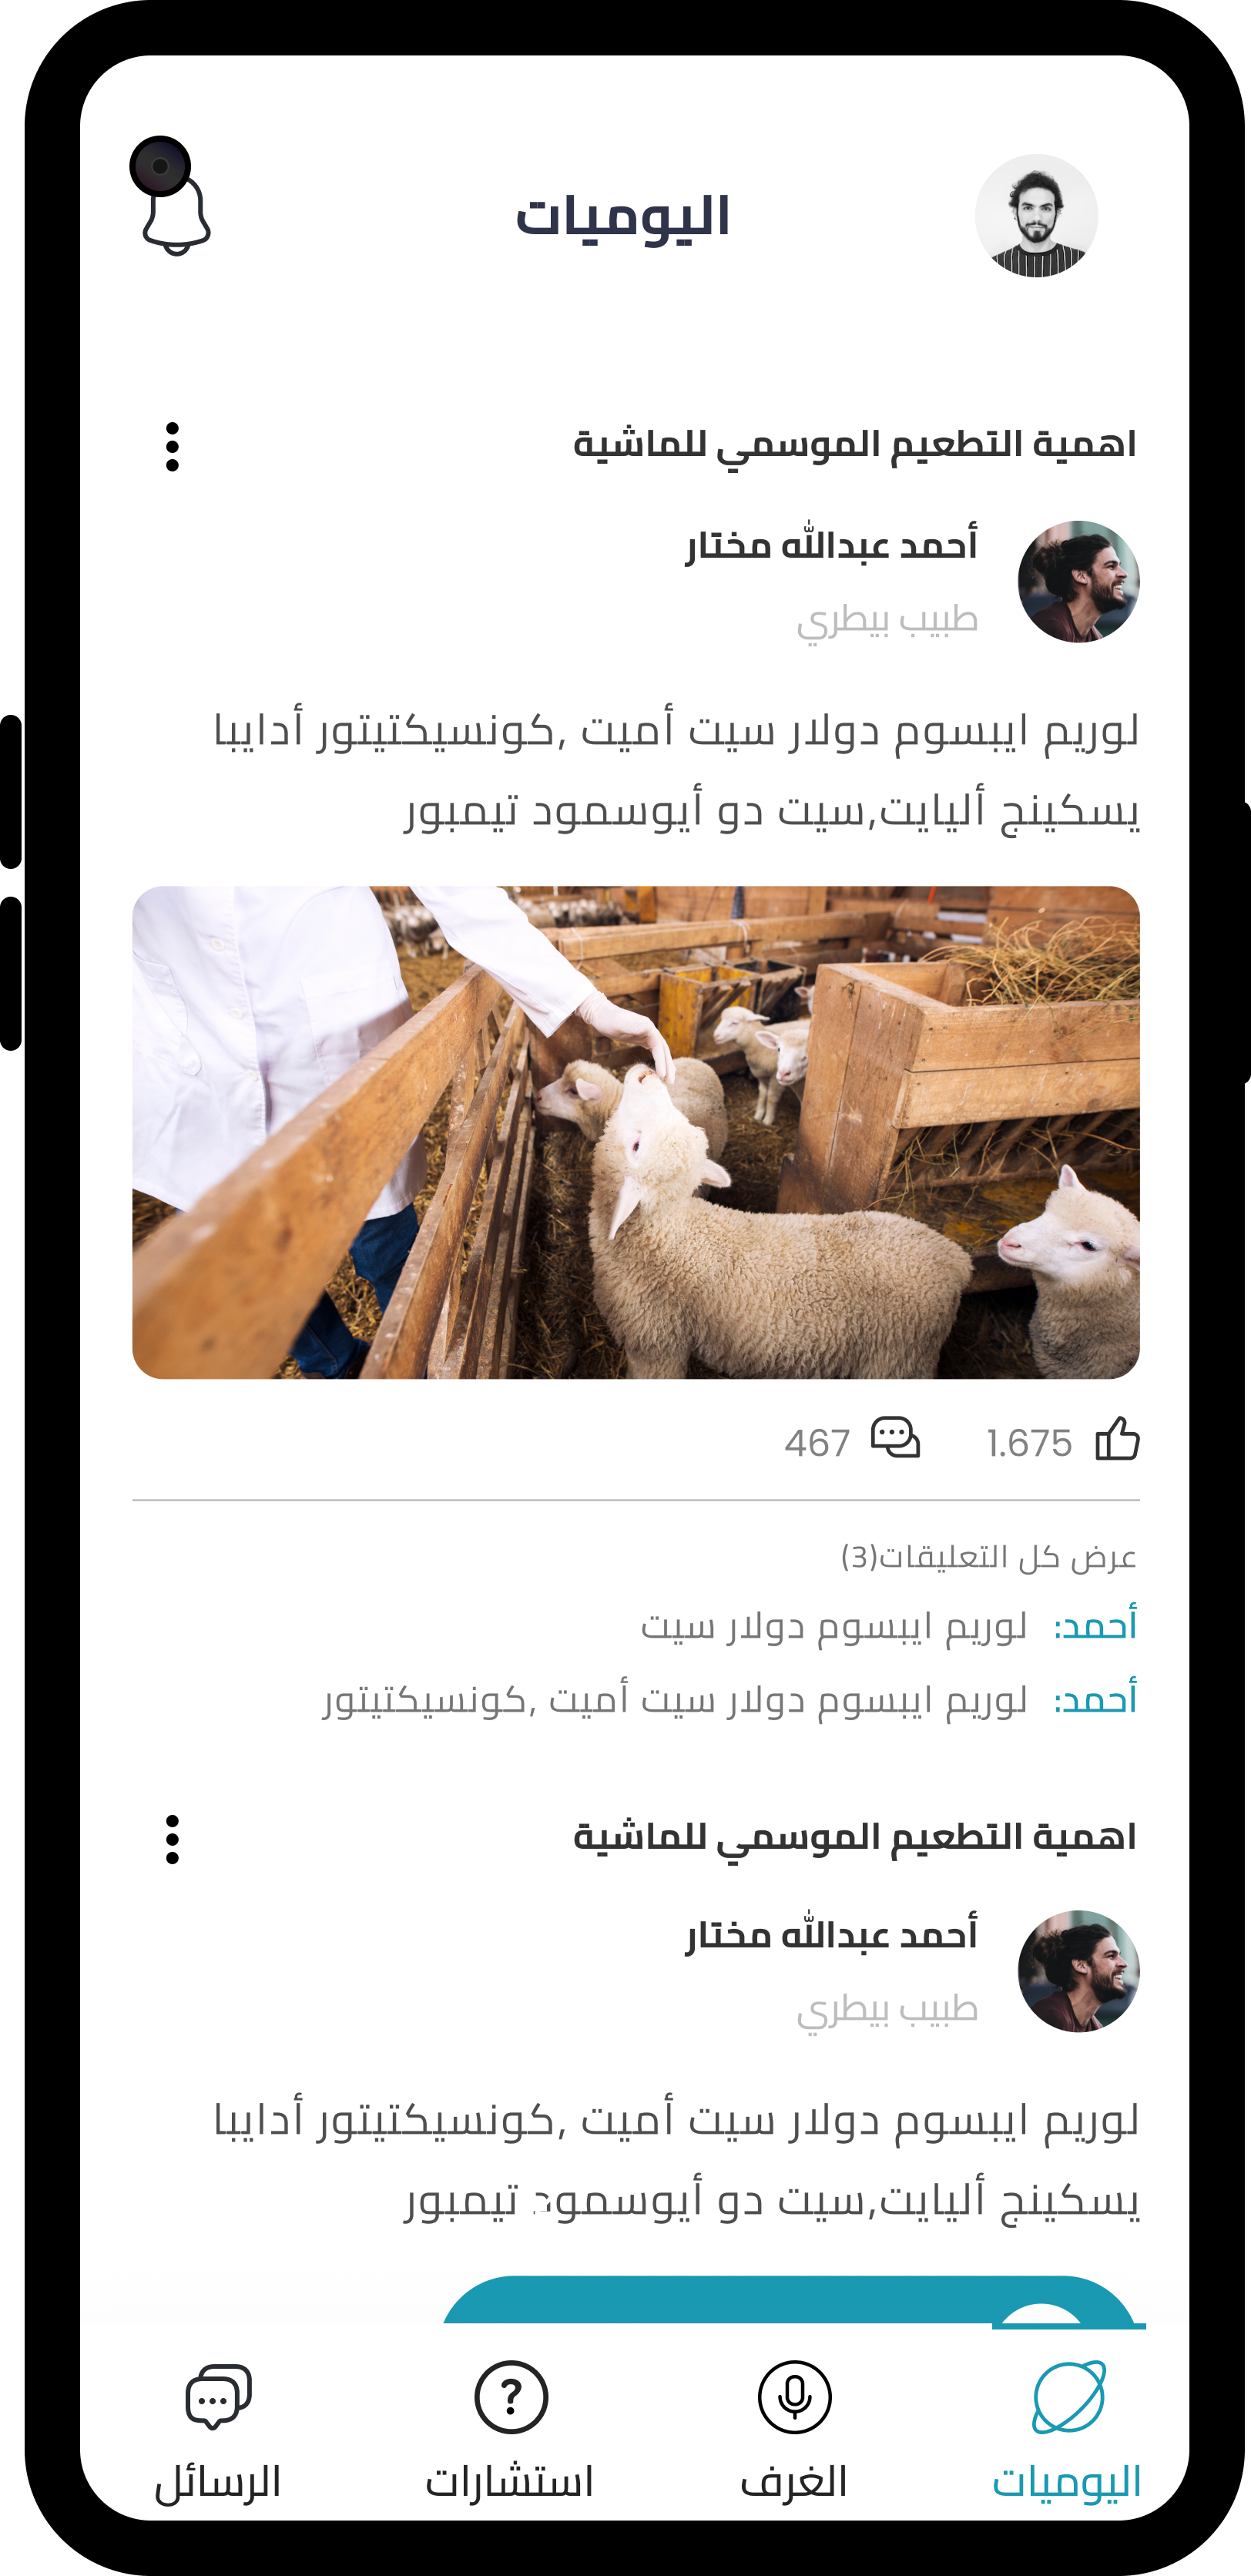 اليوميات
اهمية التطعيم الموسمي للماشية
أحمد عبدالله مختار
طبيب بيطري
لوريم ايبسوم دولار سيت أميت ,كونسيكتيتور أدايبا
يسكينج أليايت,سيت دو أيوسمود تيمبور
1.675 467
عرض كل التعليقات(3)
أحمد: لوريم ايبسوم دولار سيت
أحمد: لوريم ايبسوم دولار سيت أميت ,كونسيكتيتور
اهمية التطعيم الموسمي للماشية
أحمد عبدالله مختار
طبيب بيطري
لوريم ايبسوم دولار سيت أميت ,كونسيكتيتور أدايبا
يسكينج أليايت,سيت دو أيوسمود تيمبور
اليوميات الغرف استشارات الرسائل